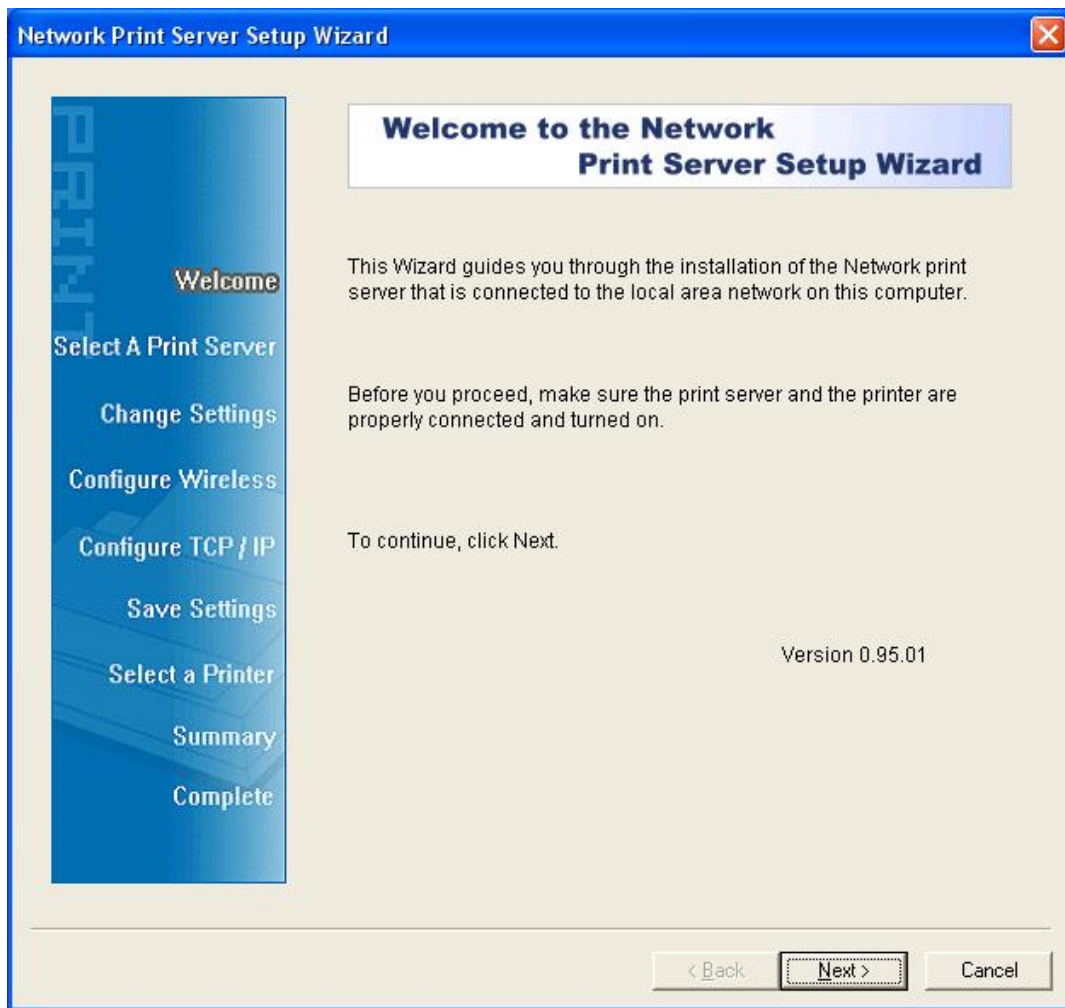 Network Print Server Setup Wizard
PRINT
Welcome to the Network
Print Server Setup Wizard
Welcome
Select A Print Server
Change Settings
Configure Wireless
Configure TCP / IP
Save Settings
Select a Printer
Summary
Complete
This Wizard guides you through the installation of the Network print
server that is connected to the local area network on this computer.
Before you proceed, make sure the print server and the printer are
properly connected and turned on.
To continue, click Next.
Version 0.95.01
< Back
Next >
Cancel